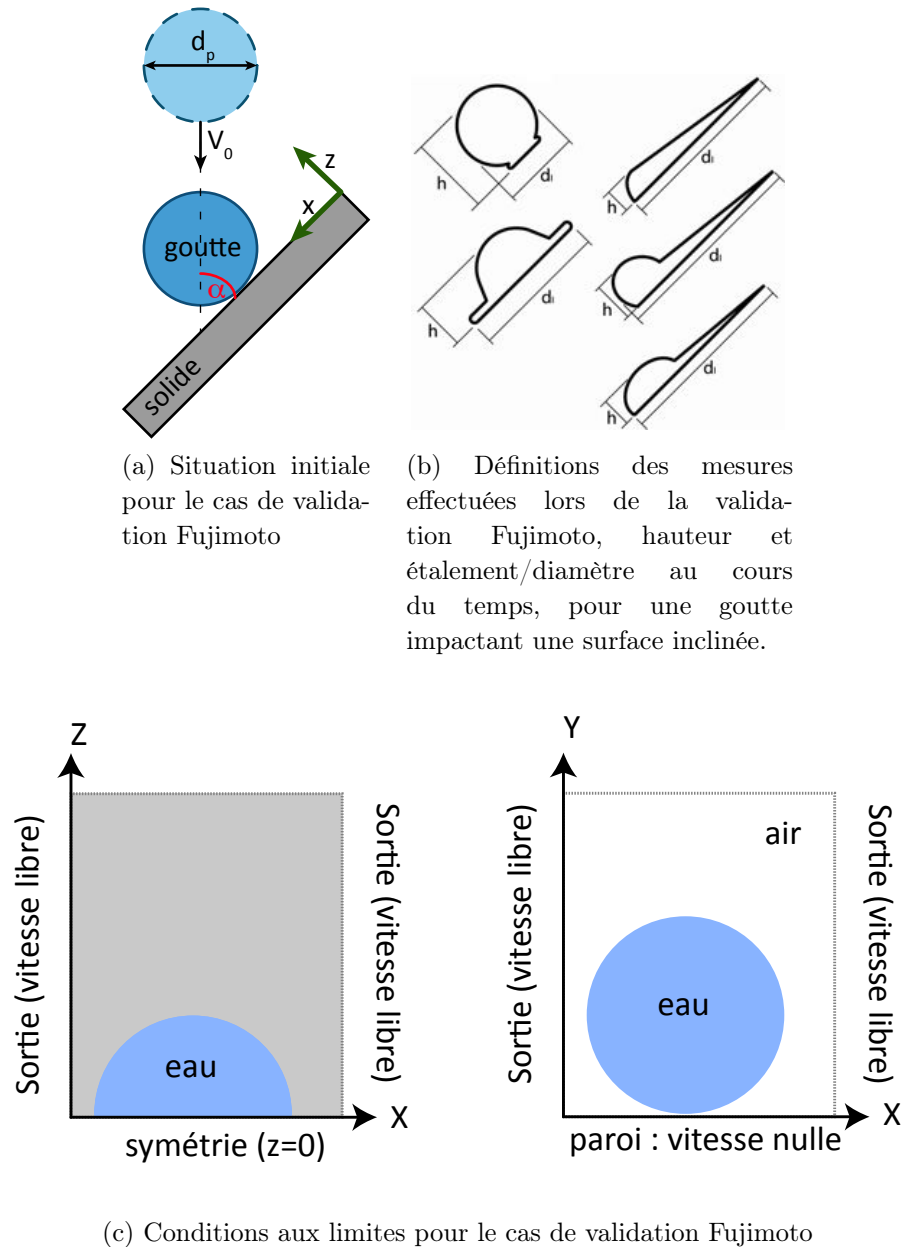 dp
V0
z
x
goutte
α
solide
h
dl
h
dl
h
dl
h
dl
h
dl
(a) Situation initiale
pour le cas de valida-
tion Fujimoto
(b) Définitions des mesures
effectuées lors de la valida-
tion Fujimoto, hauteur et
étalement/diamètre au cours
du temps, pour une goutte
impactant une surface inclinée.
Z
Sortie (vitesse libre)
eau
Sortie (vitesse libre)
X
symétrie (z=0)
Y
Sortie (vitesse libre)
air
eau
Sortie (vitesse libre)
X
paroi : vitesse nulle
(c) Conditions aux limites pour le cas de validation Fujimoto